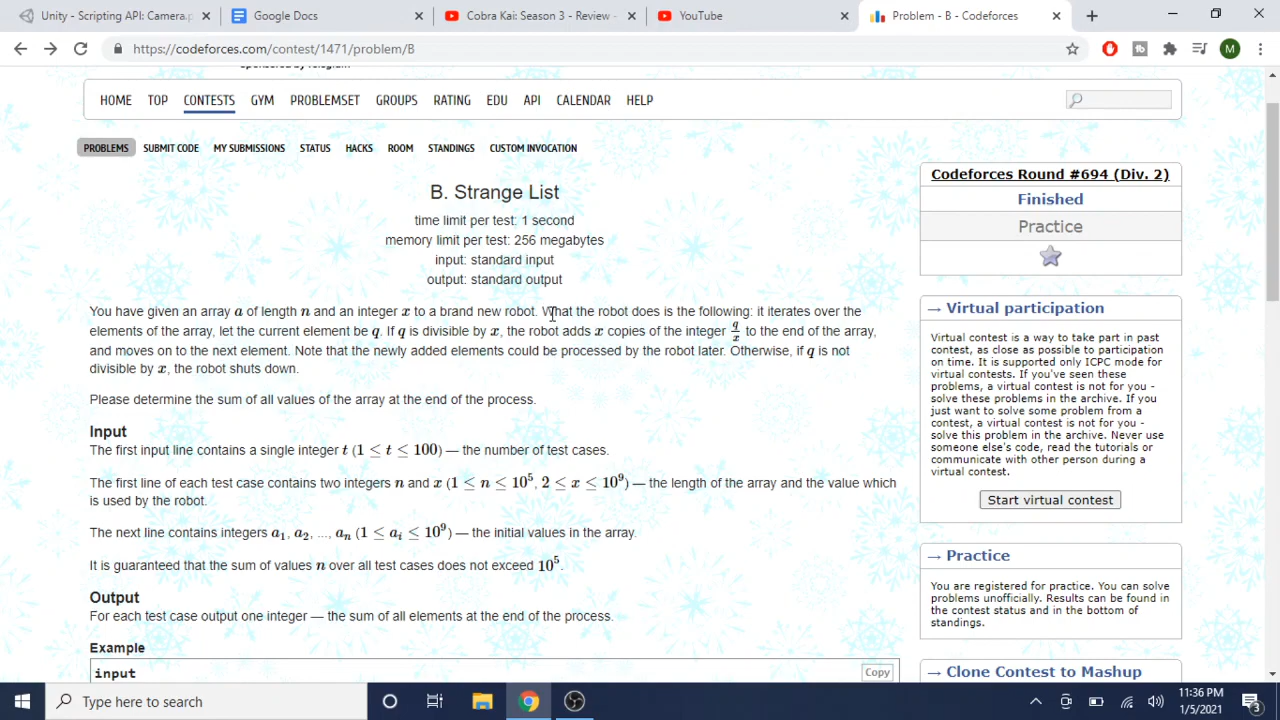 Unity - Scripting API: Camera.p
Google Docs
Cobra Kai: Season 3 - Review -
YouTube
Problem - B - Codeforces
https://codeforces.com/contest/1471/problem/B
M
HOME TOP CONTESTS GYM PROBLEMSET GROUPS RATING EDU API CALENDAR HELP
PROBLEMS SUBMIT CODE MY SUBMISSIONS STATUS HACKS ROOM STANDINGS CUSTOM INVOCATION
B. Strange List
time limit per test: 1 second
memory limit per test: 256 megabytes
input: standard input
output: standard output
You have given an array a of length n and an integer x to a brand new robot. What the robot does is the following: it iterates over the
elements of the array, let the current element be q. If q is divisible by x, the robot adds x copies of the integer q/x to the end of the array,
and moves on to the next element. Note that the newly added elements could be processed by the robot later. Otherwise, if q is not
divisible by x, the robot shuts down.
Please determine the sum of all values of the array at the end of the process.
Input
The first input line contains a single integer t (1 ≤ t ≤ 100) — the number of test cases.
The first line of each test case contains two integers n and x (1 ≤ n ≤ 10⁵, 2 ≤ x ≤ 10⁹) — the length of the array and the value which
is used by the robot.
The next line contains integers a₁, a₂, ..., aₙ (1 ≤ aᵢ ≤ 10⁹) — the initial values in the array.
It is guaranteed that the sum of values n over all test cases does not exceed 10⁵.
Output
For each test case output one integer — the sum of all elements at the end of the process.
Example
input
Copy
Codeforces Round #694 (Div. 2)
Finished
Practice
→ Virtual participation
Virtual contest is a way to take part in past
contest, as close as possible to participation
on time. It is supported only ICPC mode for
virtual contests. If you've seen these
problems, a virtual contest is not for you -
solve these problems in the archive. If you
just want to solve some problem from a
contest, a virtual contest is not for you -
solve this problem in the archive. Never use
someone else's code, read the tutorials or
communicate with other person during a
virtual contest.
Start virtual contest
→ Practice
You are registered for practice. You can solve
problems unofficially. Results can be found in
the contest status and in the bottom of
standings.
→ Clone Contest to Mashup
Type here to search
11:36 PM
1/5/2021
3